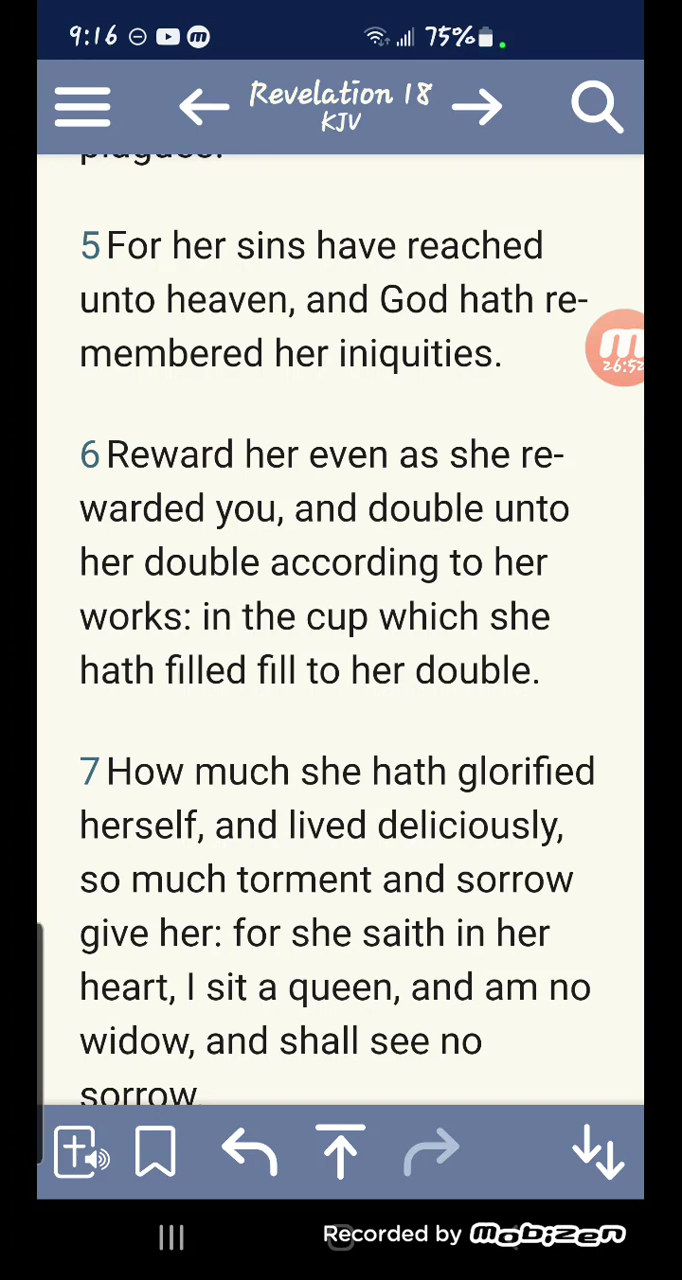 9:16 75%
Revelation 18
KJV
plagues.
5 For her sins have reached
unto heaven, and God hath re-
membered her iniquities.
26:52
6 Reward her even as she re-
warded you, and double unto
her double according to her
works: in the cup which she
hath filled fill to her double.
7 How much she hath glorified
herself, and lived deliciously,
so much torment and sorrow
give her: for she saith in her
heart, I sit a queen, and am no
widow, and shall see no
sorrow.
Recorded by mobizen